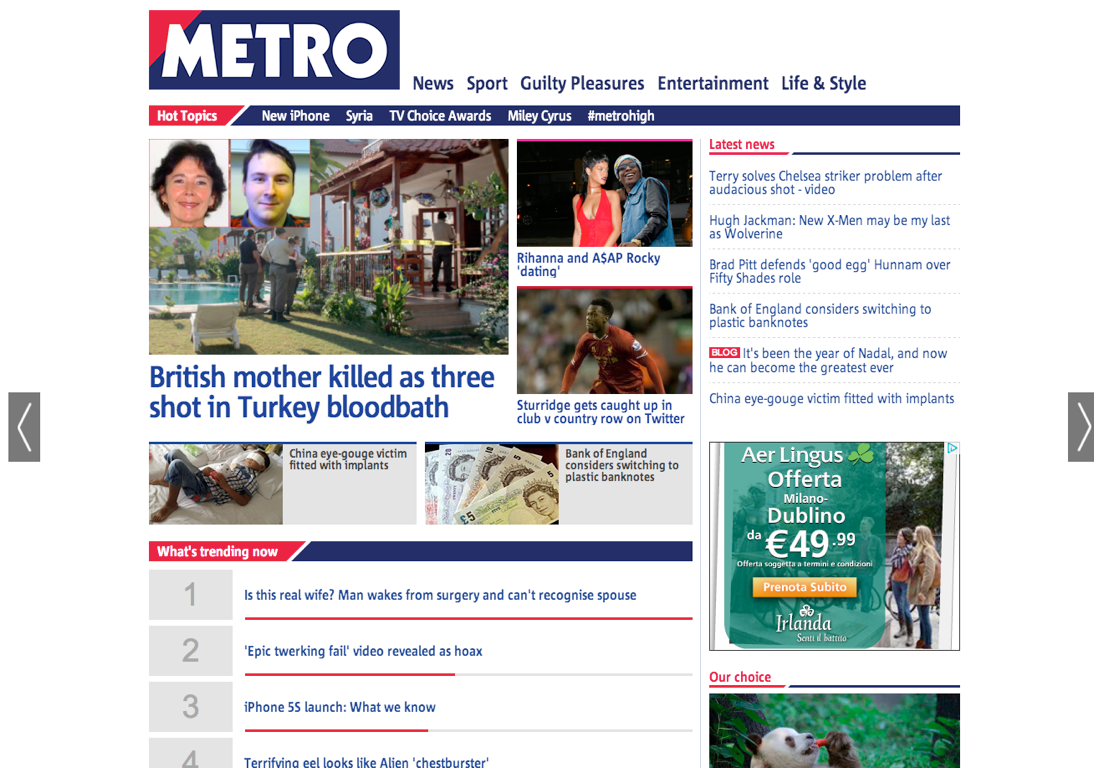 METRO
News Sport Guilty Pleasures Entertainment Life & Style
Hot Topics New iPhone Syria TV Choice Awards Miley Cyrus #metrohigh
British mother killed as three
shot in Turkey bloodbath
Rihanna and A$AP Rocky
'dating'
Sturridge gets caught up in
club v country row on Twitter
Latest news
Terry solves Chelsea striker problem after
audacious shot - video
Hugh Jackman: New X-Men may be my last
as Wolverine
Brad Pitt defends 'good egg' Hunnam over
Fifty Shades role
Bank of England considers switching to
plastic banknotes
BLOG It's been the year of Nadal, and now
he can become the greatest ever
China eye-gouge victim fitted with implants
China eye-gouge victim
fitted with implants
£5
Bank of England
considers switching to
plastic banknotes
Aer Lingus
Offerta
Milano-
Dublino
da €49.99
Offerta soggetta a termini e condizioni
Prenota Subito
Irlanda
Senti il battito
What's trending now
1 Is this real wife? Man wakes from surgery and can't recognise spouse
2 'Epic twerking fail' video revealed as hoax
3 iPhone 5S launch: What we know
4 Terrifying eel looks like Alien 'chestburster'
Our choice